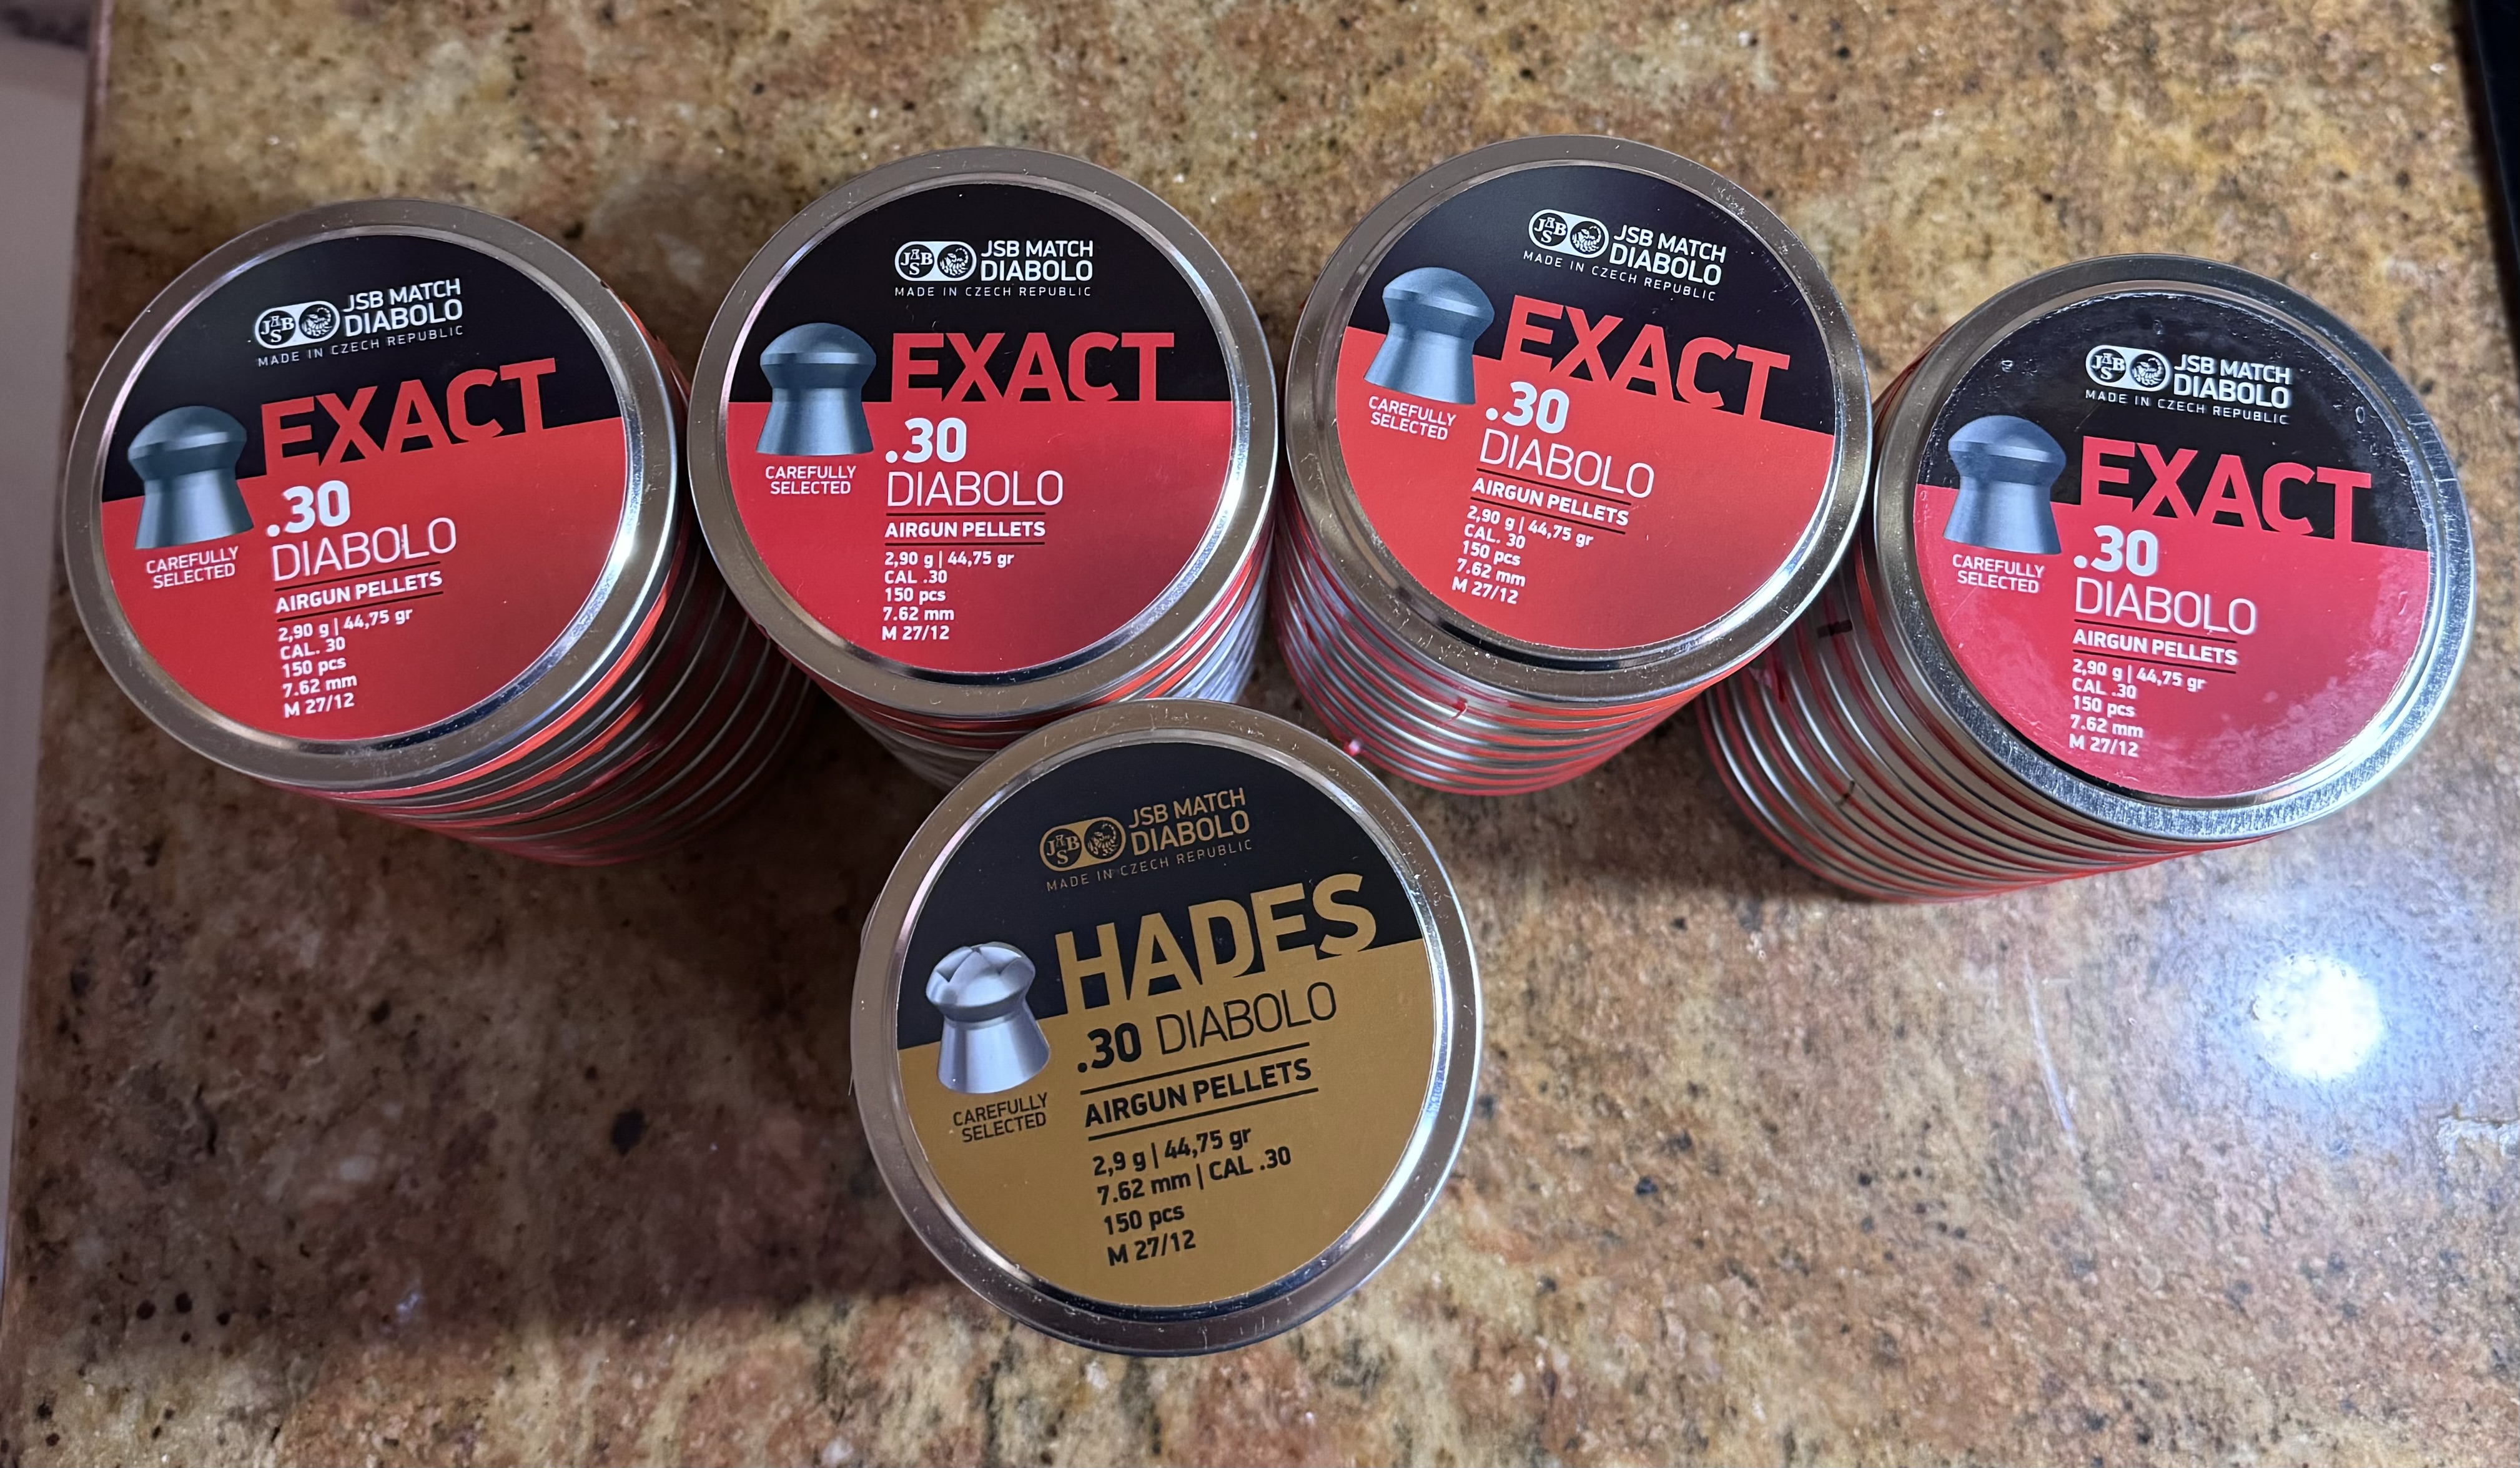 JSB
JSB MATCH
DIABOLO
MADE IN CZECH REPUBLIC
EXACT
.30
DIABOLO
CAREFULLY
SELECTED
AIRGUN PELLETS
2,90 g | 44,75 gr
CAL. 30
150 pcs
7.62 mm
M 27/12
JSB
JSB MATCH
DIABOLO
MADE IN CZECH REPUBLIC
EXACT
.30
DIABOLO
CAREFULLY
SELECTED
AIRGUN PELLETS
2,90 g | 44,75 gr
CAL .30
150 pcs
7.62 mm
M 27/12
JSB
JSB MATCH
DIABOLO
MADE IN CZECH REPUBLIC
EXACT
.30
DIABOLO
CAREFULLY
SELECTED
AIRGUN PELLETS
2,90 g | 44,75 gr
CAL. 30
150 pcs
7.62 mm
M 27/12
JSB
JSB MATCH
DIABOLO
MADE IN CZECH REPUBLIC
EXACT
.30
DIABOLO
CAREFULLY
SELECTED
AIRGUN PELLETS
2,90 g | 44,75 gr
CAL .30
150 pcs
7.62 mm
M 27/12
JSB
JSB MATCH
DIABOLO
MADE IN CZECH REPUBLIC
HADES
.30 DIABOLO
CAREFULLY
SELECTED
AIRGUN PELLETS
2,9 g | 44,75 gr
7.62 mm | CAL .30
150 pcs
M 27/12